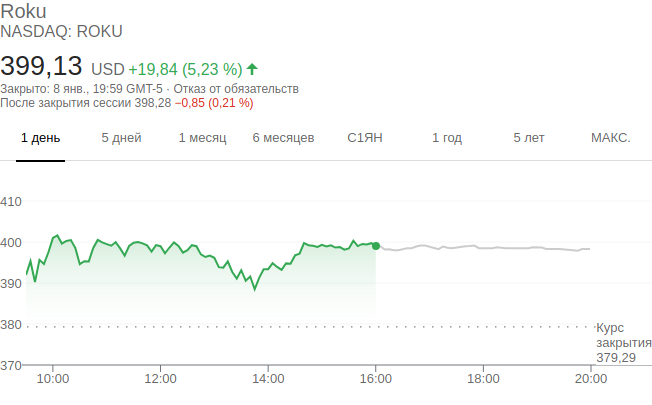 Roku
NASDAQ: ROKU
399,13 USD +19,84 (5,23 %)
Закрыто: 8 янв., 19:59 GMT-5 · Отказ от обязательств
После закрытия сессии 398,28 −0,85 (0,21 %)
1 день 5 дней 1 месяц 6 месяцев С1ЯН 1 год 5 лет МАКС.
410
400
390
380
Курс
закрытия
379,29
370
10:00 12:00 14:00 16:00 18:00 20:00